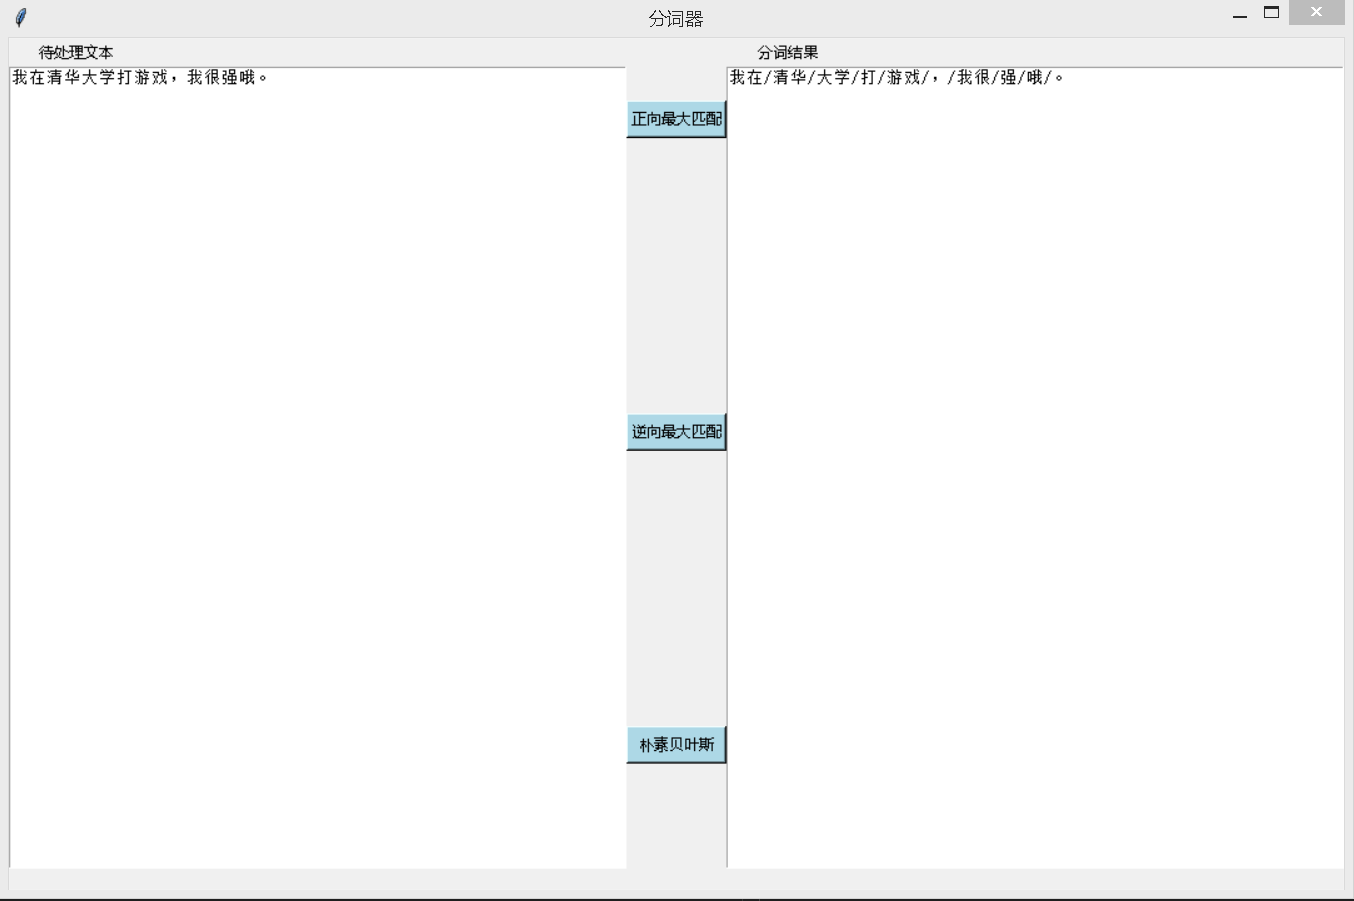 分词器
待处理文本
分词结果
我在清华大学打游戏，我很强哦。
我在/清华/大学/打/游戏/，/我很/强/哦/。
正向最大匹配
逆向最大匹配
朴素贝叶斯